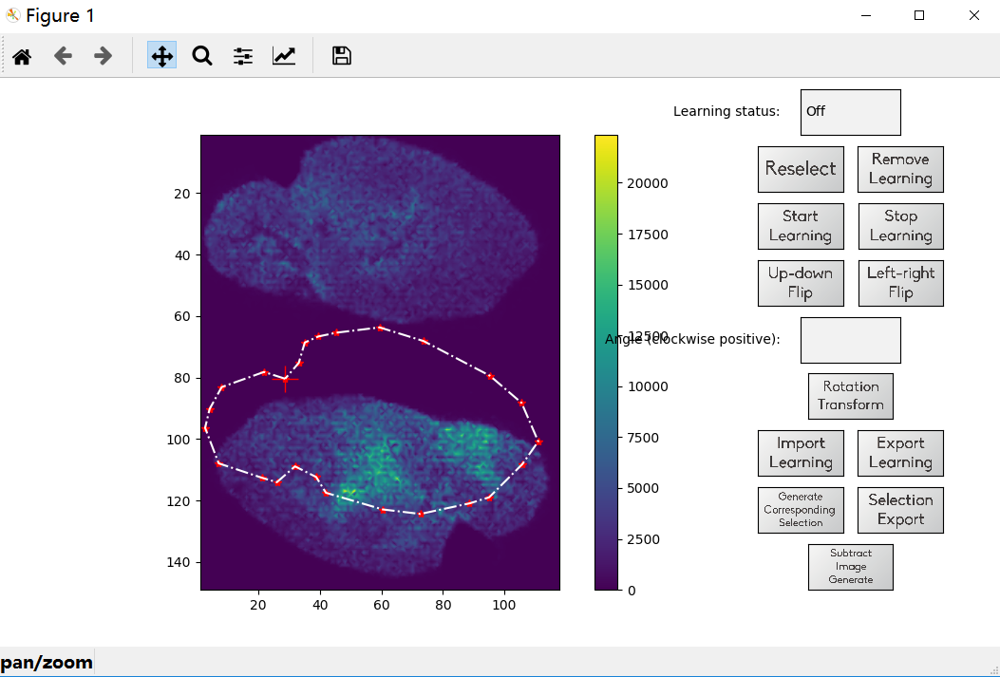 Figure 1
Learning status:
Off
Reselect
Remove
Learning
Start
Learning
Stop
Learning
Up-down
Flip
Left-right
Flip
Angle (clockwise positive):
Rotation
Transform
Import
Learning
Export
Learning
Generate
Corresponding
Selection
Selection
Export
Subtract
Image
Generate
20
40
60
80
100
120
140
20
40
60
80
100
20000
17500
15000
12500
10000
7500
5000
2500
0
pan/zoom